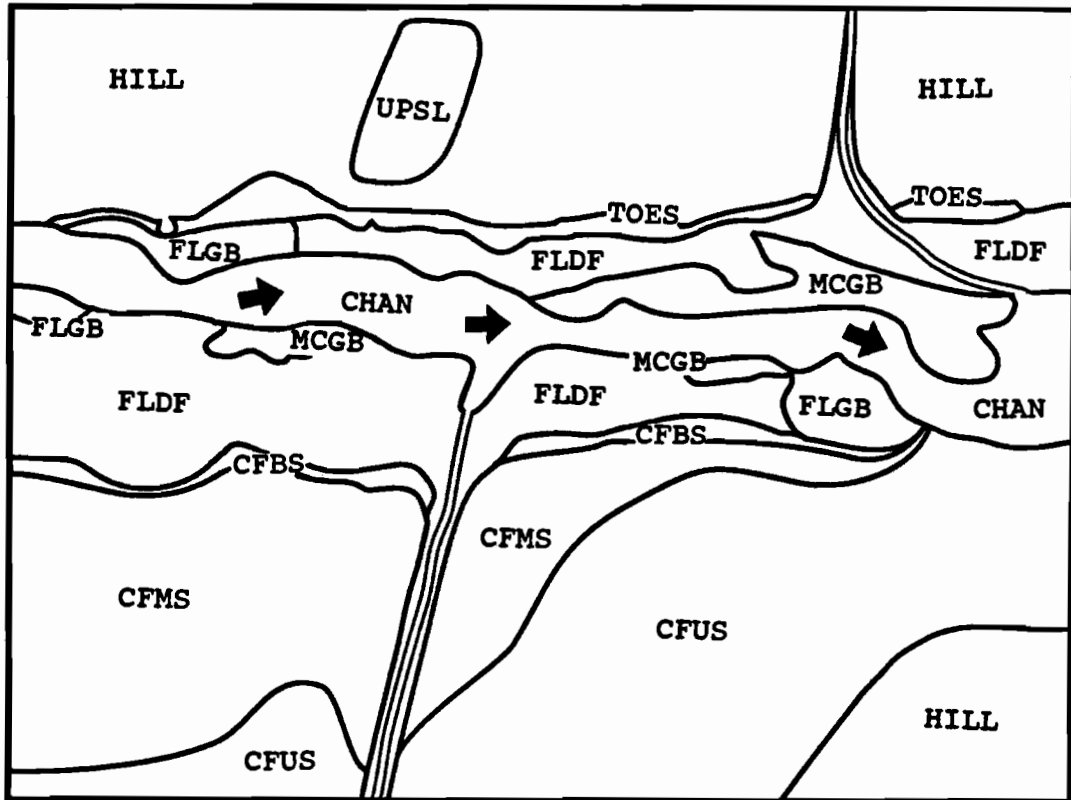 HILL
UPSL
HILL
TOES
TOES
FLGB
FLDF
FLDF
MCGB
CHAN
FLGB
MCGB
MCGB
FLDF
FLDF
FLGB
CHAN
CFBS
CFBS
CFMS
CFMS
CFUS
HILL
CFUS